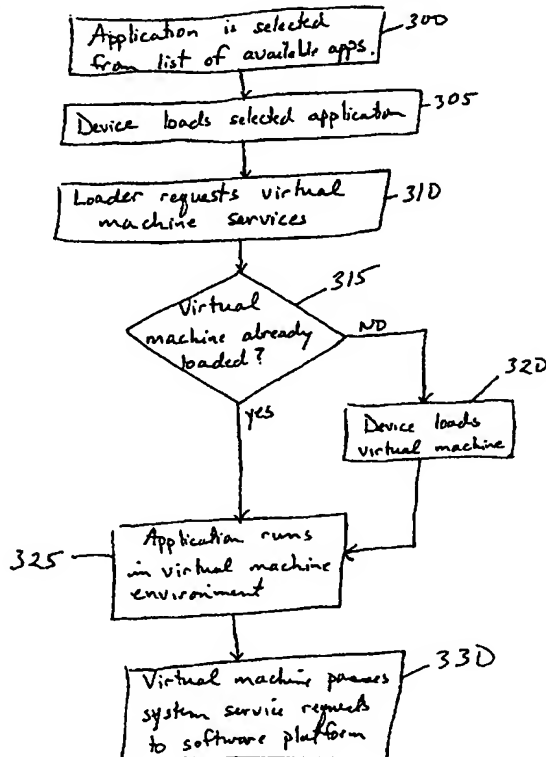 Application is selected
from list of available apps.
300
Device loads selected application
305
Loader requests virtual
machine services
310
Virtual
machine already
loaded?
315
NO
yes
320
Device loads
virtual machine
325
Application runs
in virtual machine
environment
330
Virtual machine passes
system service requests
to software platform